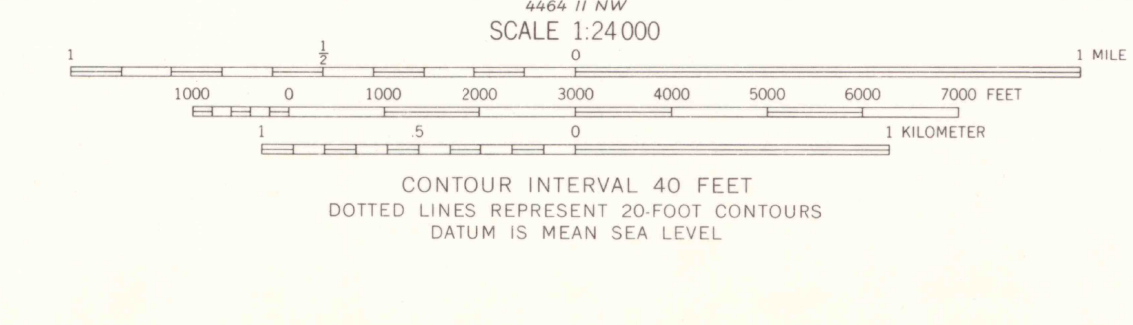 4464 II NW
SCALE 1:24 000
1 1/2 0 1 MILE
1000 0 1000 2000 3000 4000 5000 6000 7000 FEET
1 .5 0 1 KILOMETER
CONTOUR INTERVAL 40 FEET
DOTTED LINES REPRESENT 20-FOOT CONTOURS
DATUM IS MEAN SEA LEVEL